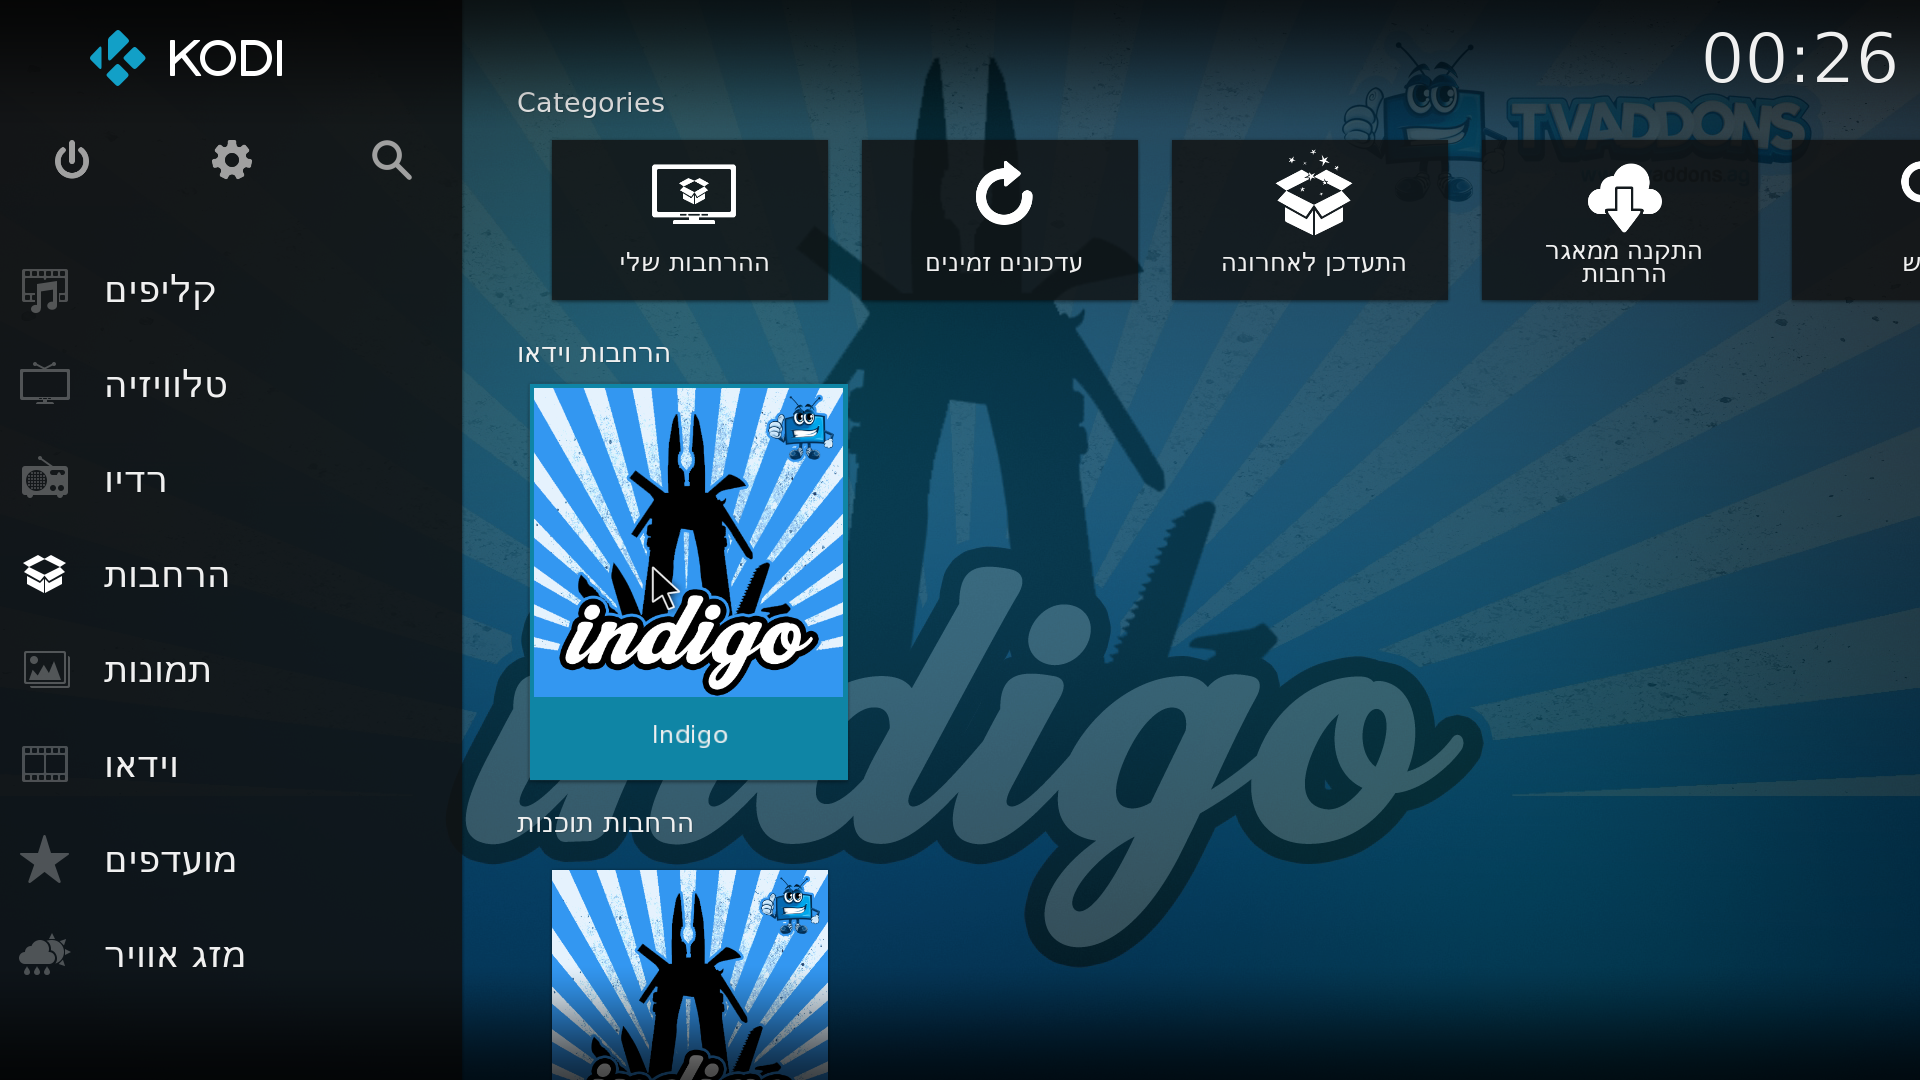 KODI
00:26
Categories
TVADDONS
ההרחבות שלי
עדכונים זמינים
התעדכן לאחרונה
התקנה ממאגר
הרחבות
קליפים
טלוויזיה
רדיו
הרחבות
תמונות
וידאו
מועדפים
מזג אוויר
הרחבות וידאו
indigo
Indigo
indigo
הרחבות תוכנות